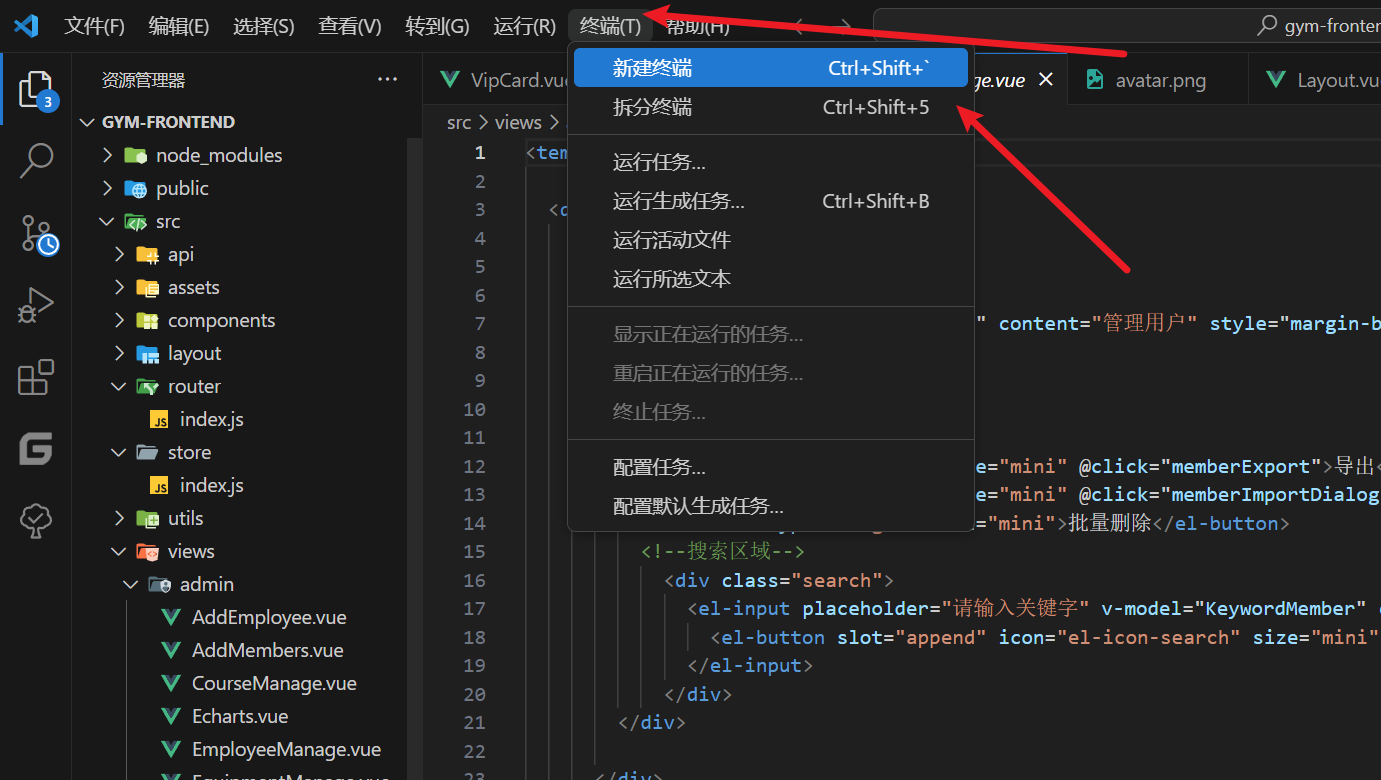 文件(F) 编辑(E) 选择(S) 查看(V) 转到(G) 运行(R) 终端(T) 帮助(H) gym-fronten
资源管理器 ···
VipCard.vue
ge.vue
avatar.png
Layout.vu
GYM-FRONTEND
node_modules
public
src
api
assets
components
layout
router
index.js
store
index.js
utils
views
admin
AddEmployee.vue
AddMembers.vue
CourseManage.vue
Echarts.vue
EmployeeManage.vue
EquipmentManage.vue
3
新建终端 Ctrl+Shift+`
拆分终端 Ctrl+Shift+5
运行任务...
运行生成任务... Ctrl+Shift+B
运行活动文件
运行所选文本
显示正在运行的任务...
重启正在运行的任务...
终止任务...
配置任务...
配置默认生成任务...
src > views >
1 <tem
2
3 <d
4
5
6
7 " content="管理用户" style="margin-b
8
9
10
11
12 e="mini" @click="memberExport">导出<
13 e="mini" @click="memberImportDialog
14 ="mini">批量删除</el-button>
15 <!--搜索区域-->
16 <div class="search">
17 <el-input placeholder="请输入关键字" v-model="KeywordMember"
18 <el-button slot="append" icon="el-icon-search" size="mini"
19 </el-input>
20 </div>
21 </div>
22
23 </div>